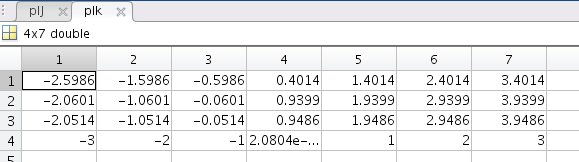 plJ plk
4x7 double
1 2 3 4 5 6 7
1 −2.5986 −1.5986 −0.5986 0.4014 1.4014 2.4014 3.4014
2 −2.0601 −1.0601 −0.0601 0.9399 1.9399 2.9399 3.9399
3 −2.0514 −1.0514 −0.0514 0.9486 1.9486 2.9486 3.9486
4 −3 −2 −1 2.0804e−... 1 2 3